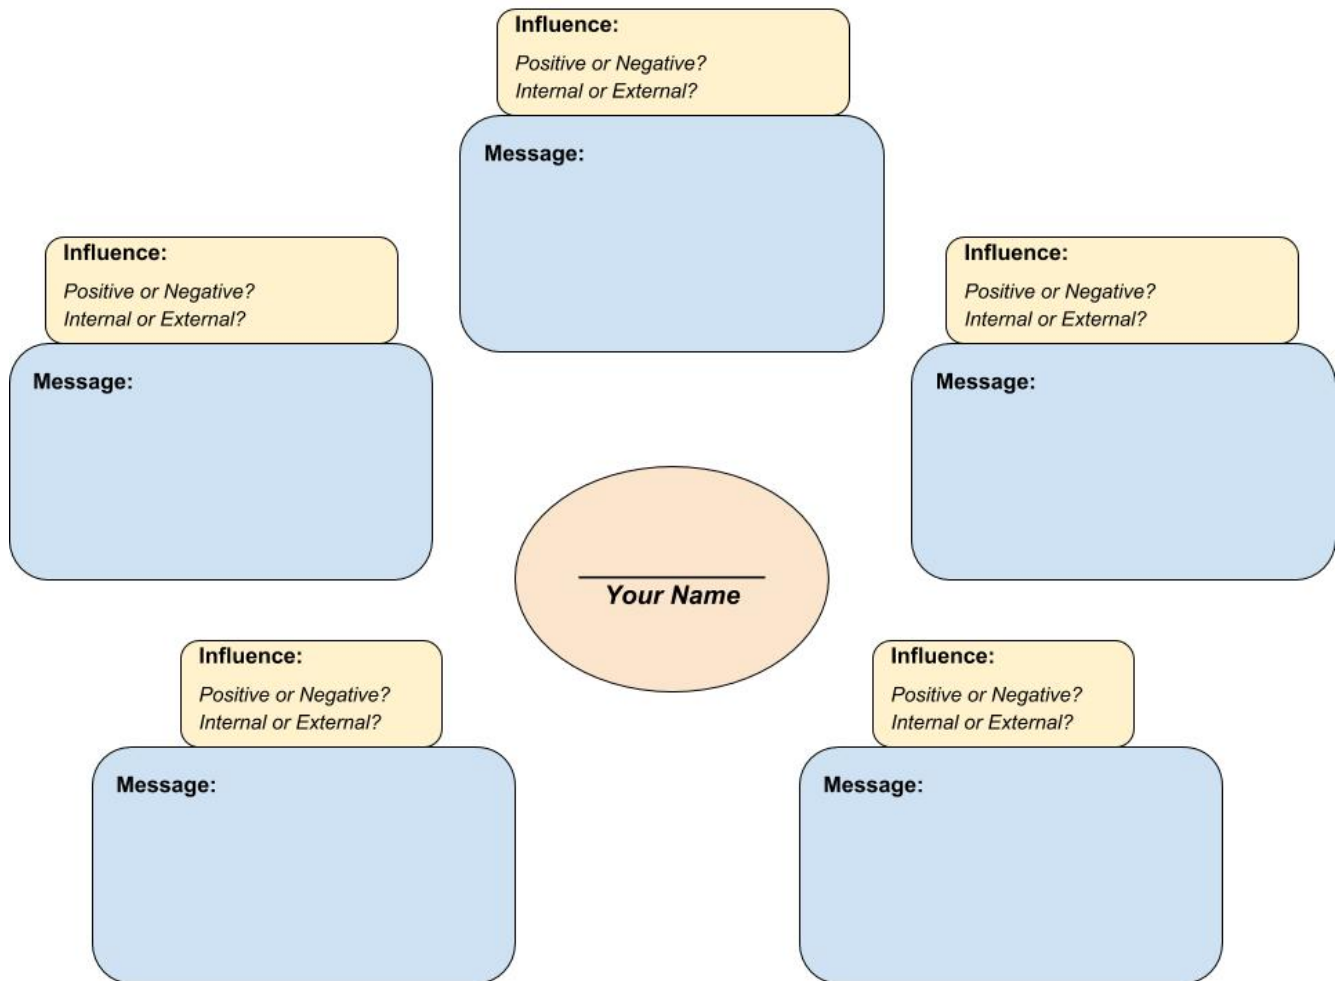 Influence:
Positive or Negative?
Internal or External?
Message:
Influence:
Positive or Negative?
Internal or External?
Message:
Influence:
Positive or Negative?
Internal or External?
Message:
Your Name
Influence:
Positive or Negative?
Internal or External?
Message:
Influence:
Positive or Negative?
Internal or External?
Message: